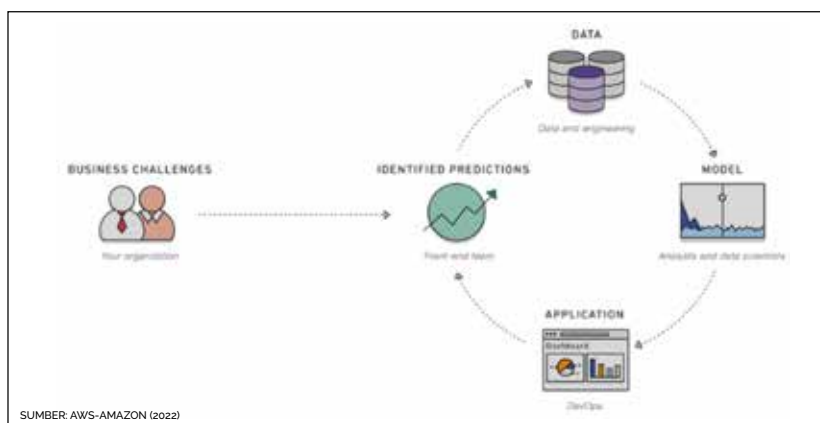 DATA
Data and engineering
BUSINESS CHALLENGES
Your organization
IDENTIFIED PREDICTIONS
Front-end team
MODEL
Analysts and data scientists
APPLICATION
Dashboard
DevOps
SUMBER: AWS-AMAZON (2022)